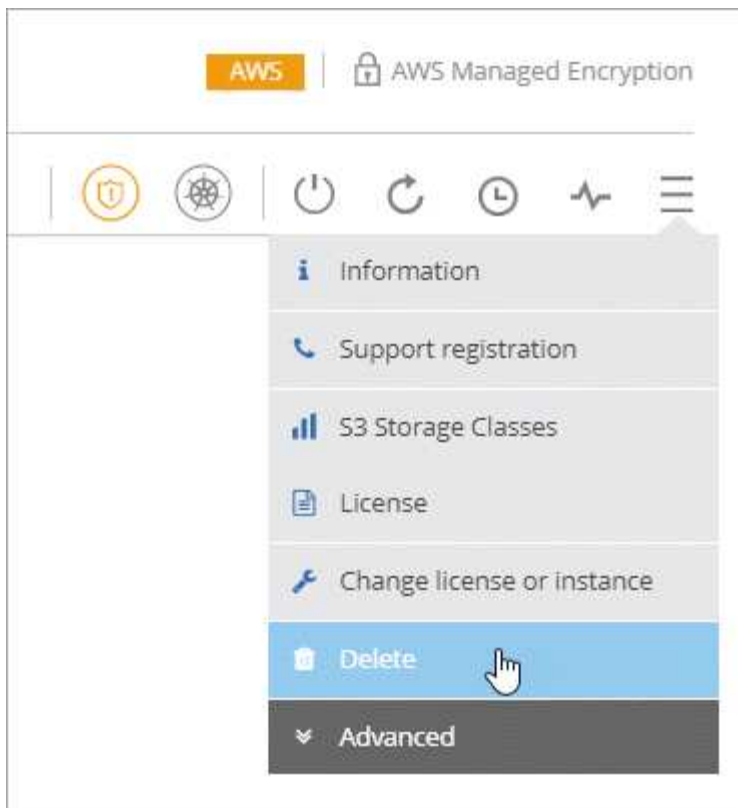 AWS
AWS Managed Encryption
Information
Support registration
S3 Storage Classes
License
Change license or instance
Delete
Advanced